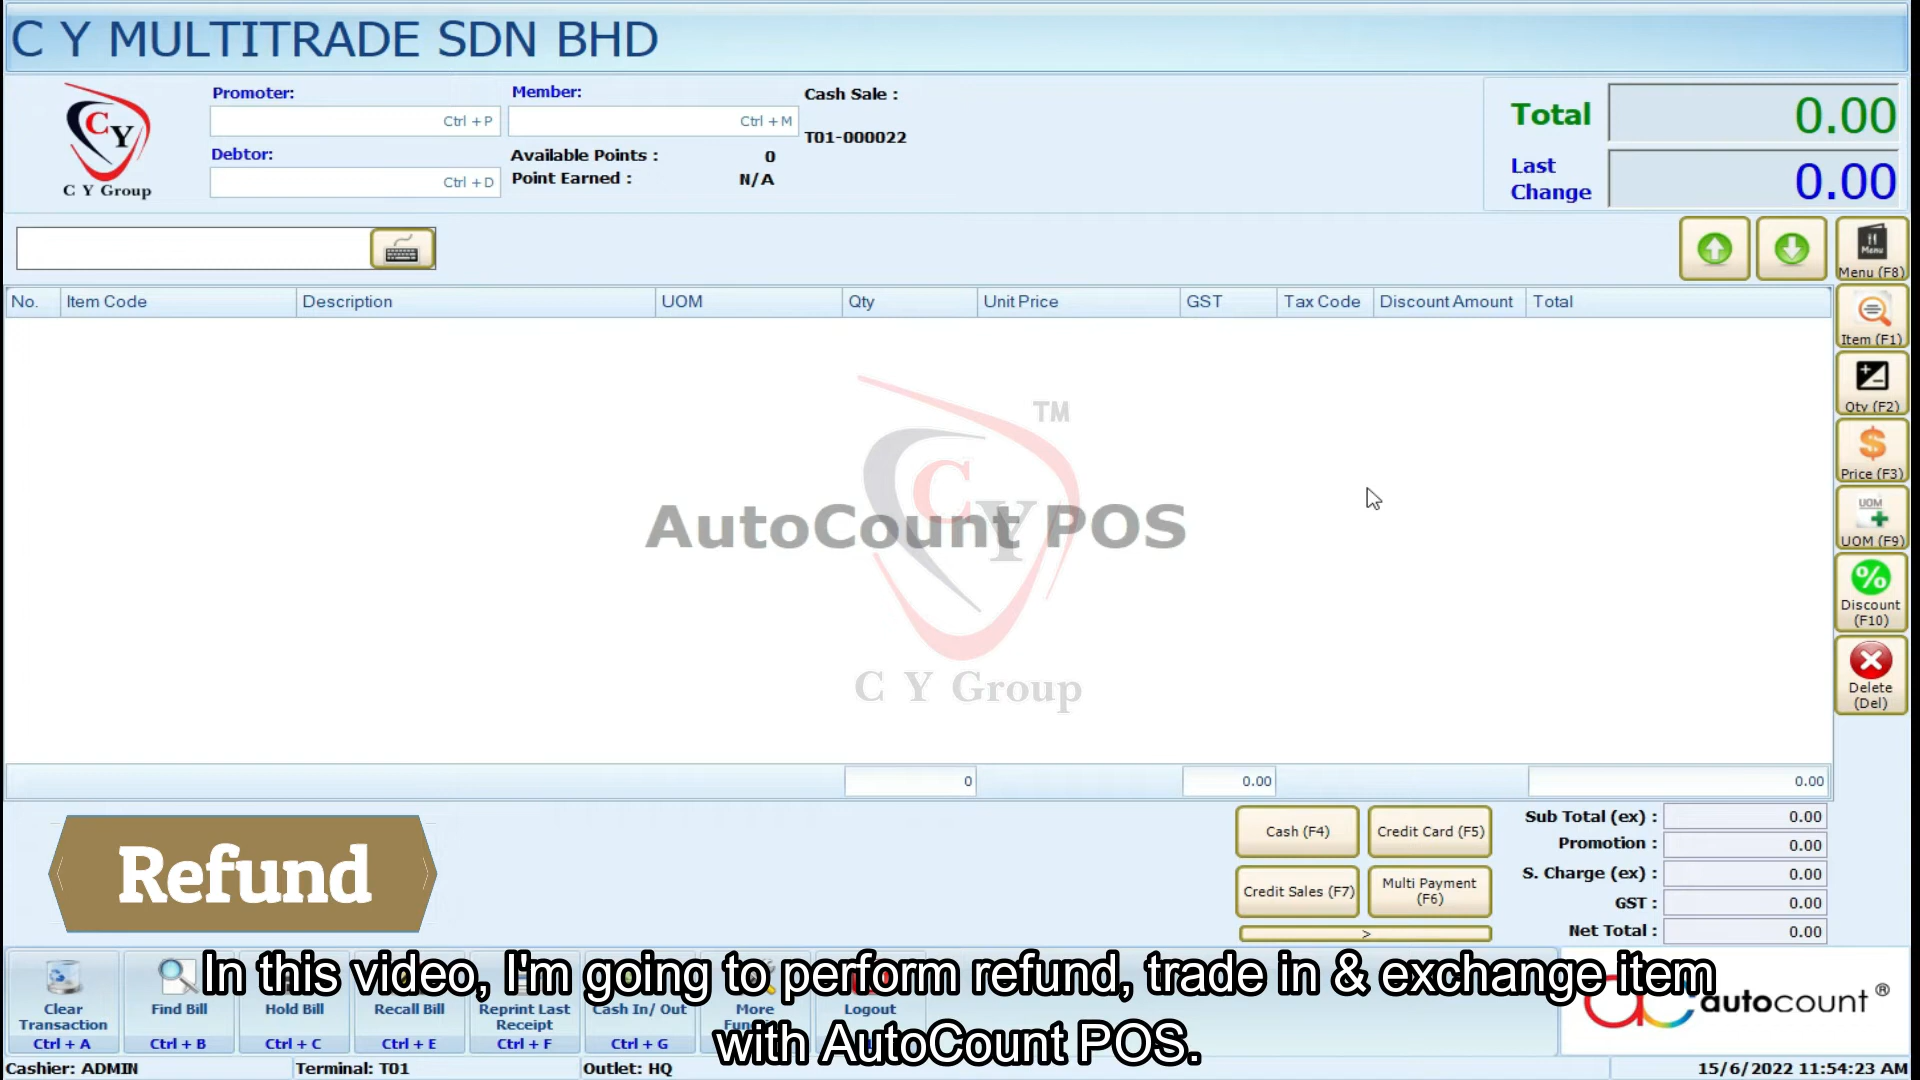 C Y MULTITRADE SDN BHD
CY
C Y Group
Promoter:
Ctrl + P
Debtor:
Ctrl + D
Member:
Ctrl + M
Available Points : 0
Point Earned : N/A
Cash Sale :
T01-000022
Total 0.00
Last Change 0.00
Menu
Menu (F8)
No. Item Code Description UOM Qty Unit Price GST Tax Code Discount Amount Total
Item (F1)
Qty (F2)
Price (F3)
UOM
UOM (F9)
Discount
(F10)
Delete
(Del)
TM
CY
AutoCount POS
C Y Group
0 0.00 0.00
Refund
Cash (F4) Credit Card (F5)
Credit Sales (F7) Multi Payment (F6)
>
Sub Total (ex) : 0.00
Promotion : 0.00
S. Charge (ex) : 0.00
GST : 0.00
Net Total : 0.00
In this video, I'm going to perform refund, trade in & exchange item
with AutoCount POS.
Clear Transaction Ctrl + A
Find Bill Ctrl + B
Hold Bill Ctrl + C
Recall Bill Ctrl + E
Reprint Last Receipt Ctrl + F
Cash In/ Out Ctrl + G
More
Logout
autocount ®
Cashier: ADMIN Terminal: T01 Outlet: HQ 15/6/2022 11:54:23 AM